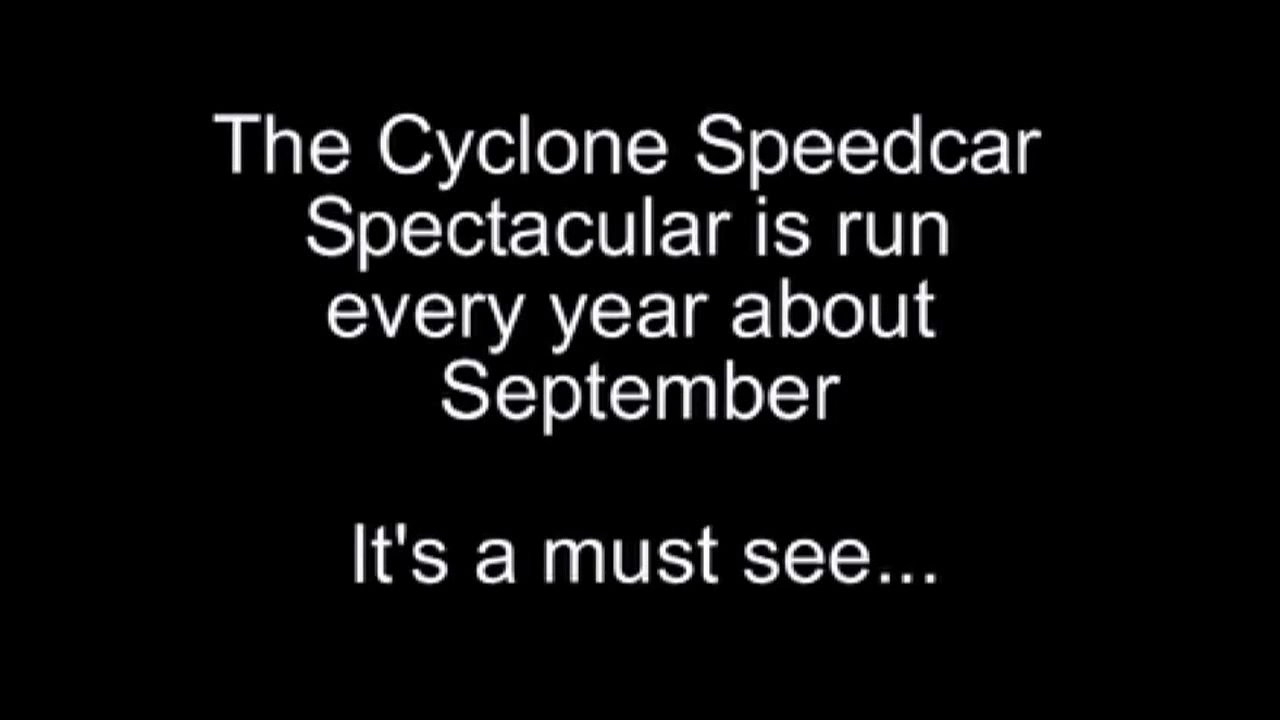 The Cyclone Speedcar
Spectacular is run
every year about
September
It's a must see...